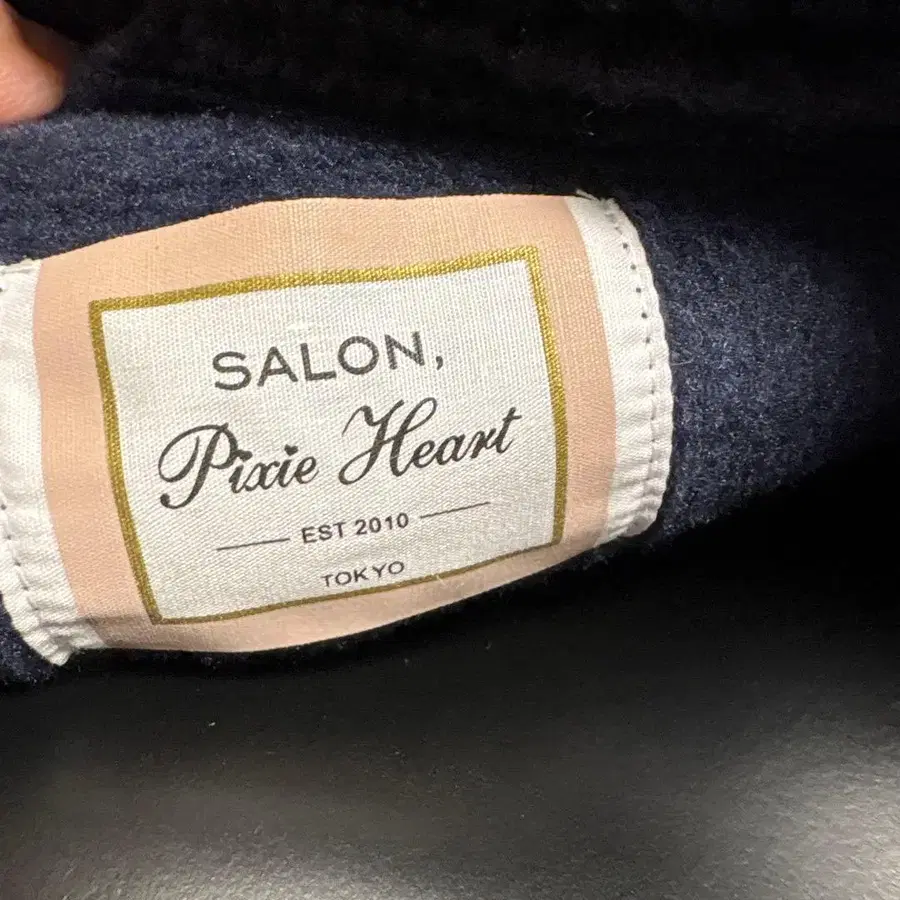 SALON,
Pixie Heart
EST 2010
TOKYO